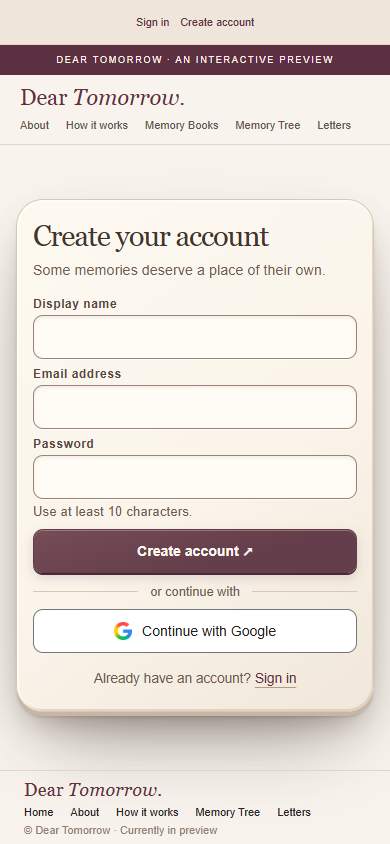 Sign in Create account
DEAR TOMORROW · AN INTERACTIVE PREVIEW
Dear Tomorrow.
About How it works Memory Books Memory Tree Letters
Create your account
Some memories deserve a place of their own.
Display name
Email address
Password
Use at least 10 characters.
Create account ↗
or continue with
Continue with Google
Already have an account? Sign in
Dear Tomorrow.
Home About How it works Memory Tree Letters
© Dear Tomorrow · Currently in preview